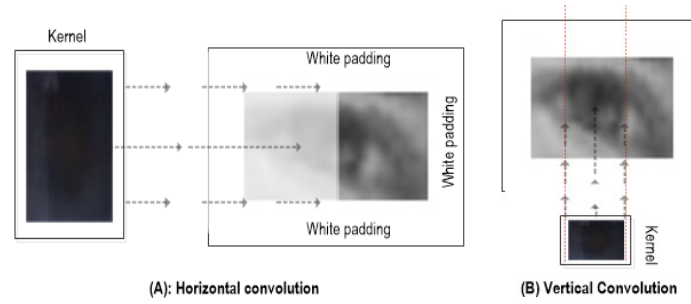 Kernel
White padding
White padding
White padding
(A): Horizontal convolution
Kernel
(B) Vertical Convolution